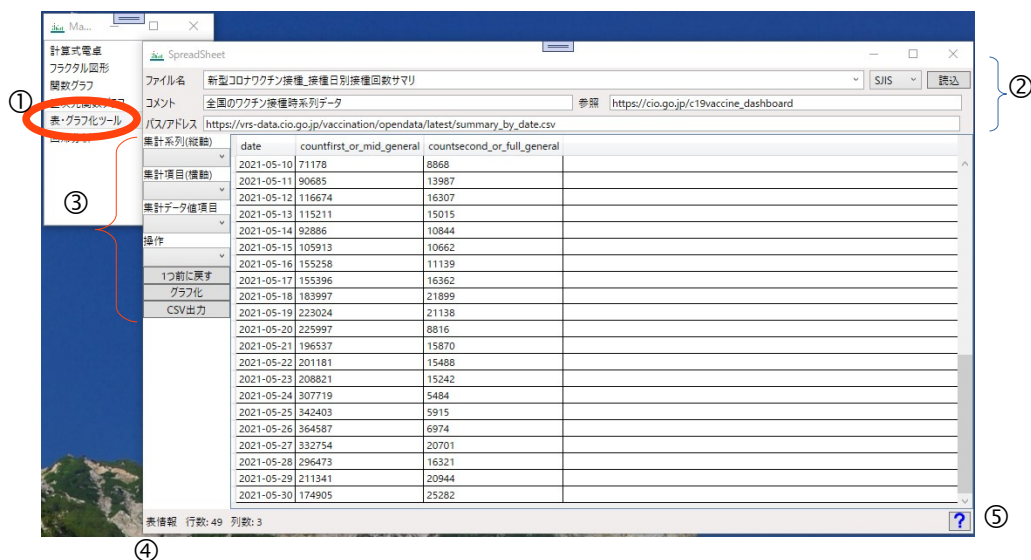 Ma...
計算式電卓
フラクタル図形
関数グラフ
表・グラフ化ツール
①
SpreadSheet
ファイル名 新型コロナワクチン接種_接種日別接種回数サマリ SJIS 読込
②
コメント 全国のワクチン接種時系列データ 参照 https://cio.go.jp/c19vaccine_dashboard
パス/アドレス https://vrs-data.cio.go.jp/vaccination/opendata/latest/summary_by_date.csv
③
集計系列(縦軸)
集計項目(横軸)
集計データ値項目
操作
1つ前に戻す
グラフ化
CSV出力
date countfirst_or_mid_general countsecond_or_full_general
2021-05-10 71178 8868
2021-05-11 90685 13987
2021-05-12 116674 16307
2021-05-13 115211 15015
2021-05-14 92886 10844
2021-05-15 105913 10662
2021-05-16 155258 11139
2021-05-17 155396 16362
2021-05-18 183997 21899
2021-05-19 223024 21138
2021-05-20 225997 8816
2021-05-21 196537 15870
2021-05-22 201181 15488
2021-05-23 208821 15242
2021-05-24 307719 5484
2021-05-25 342403 5915
2021-05-26 364587 6974
2021-05-27 332754 20701
2021-05-28 296473 16321
2021-05-29 211341 20944
2021-05-30 174905 25282
表情報 行数: 49 列数: 3
?
⑤
④